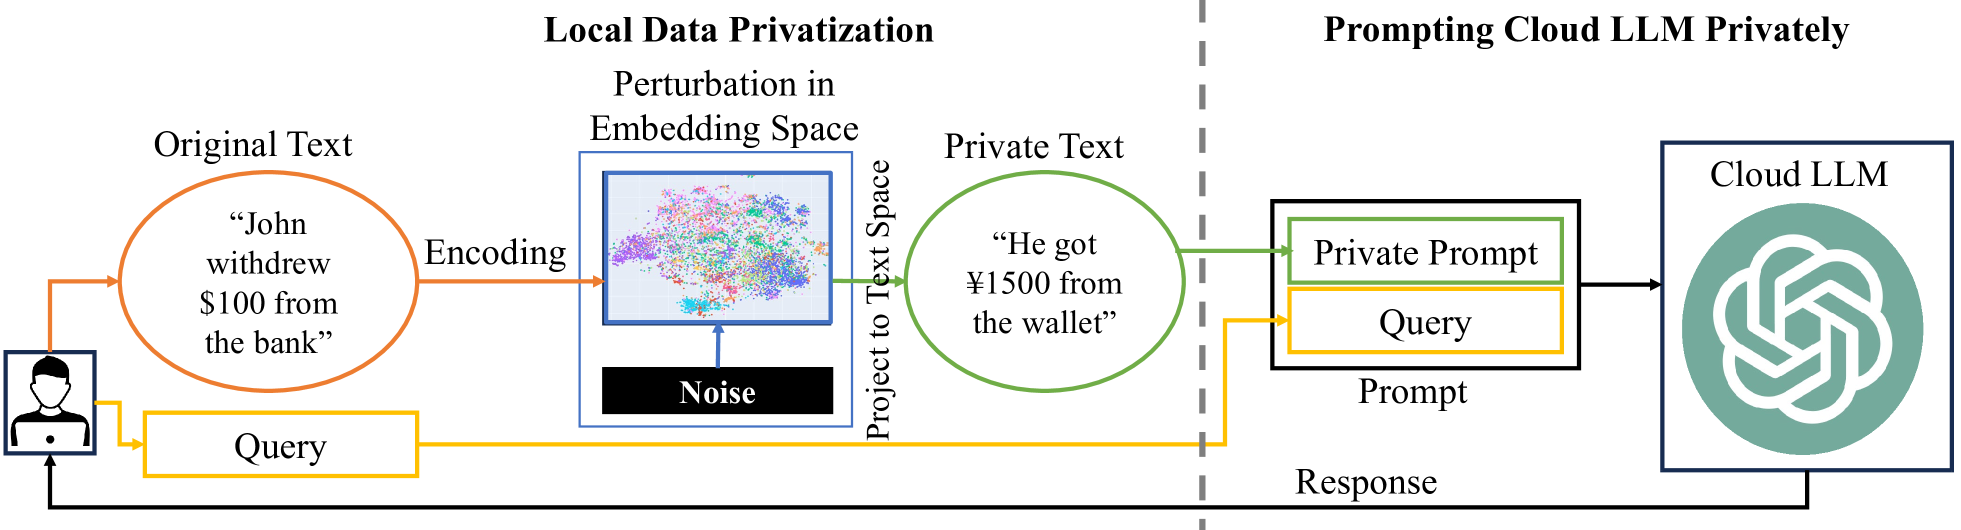 Local Data Privatization
Prompting Cloud LLM Privately
Perturbation in
Embedding Space
Original Text
“John
withdrew
$100 from
the bank”
Encoding
Noise
Project to Text Space
Private Text
“He got
¥1500 from
the wallet”
Query
Private Prompt
Query
Prompt
Cloud LLM
Response